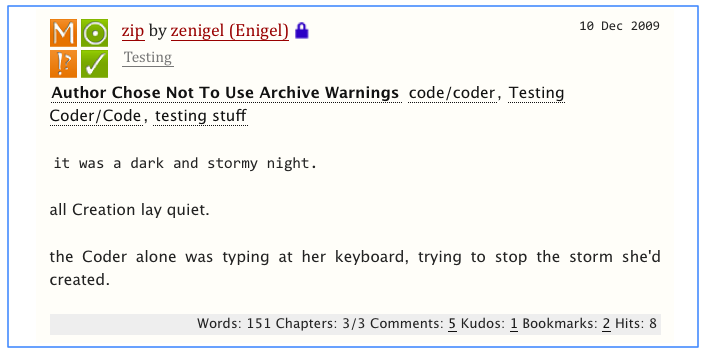 M
!?
zip by zenigel (Enigel)
10 Dec 2009
Testing
Author Chose Not To Use Archive Warnings code/coder, Testing
Coder/Code, testing stuff
it was a dark and stormy night.
all Creation lay quiet.
the Coder alone was typing at her keyboard, trying to stop the storm she'd
created.
Words: 151 Chapters: 3/3 Comments: 5 Kudos: 1 Bookmarks: 2 Hits: 8